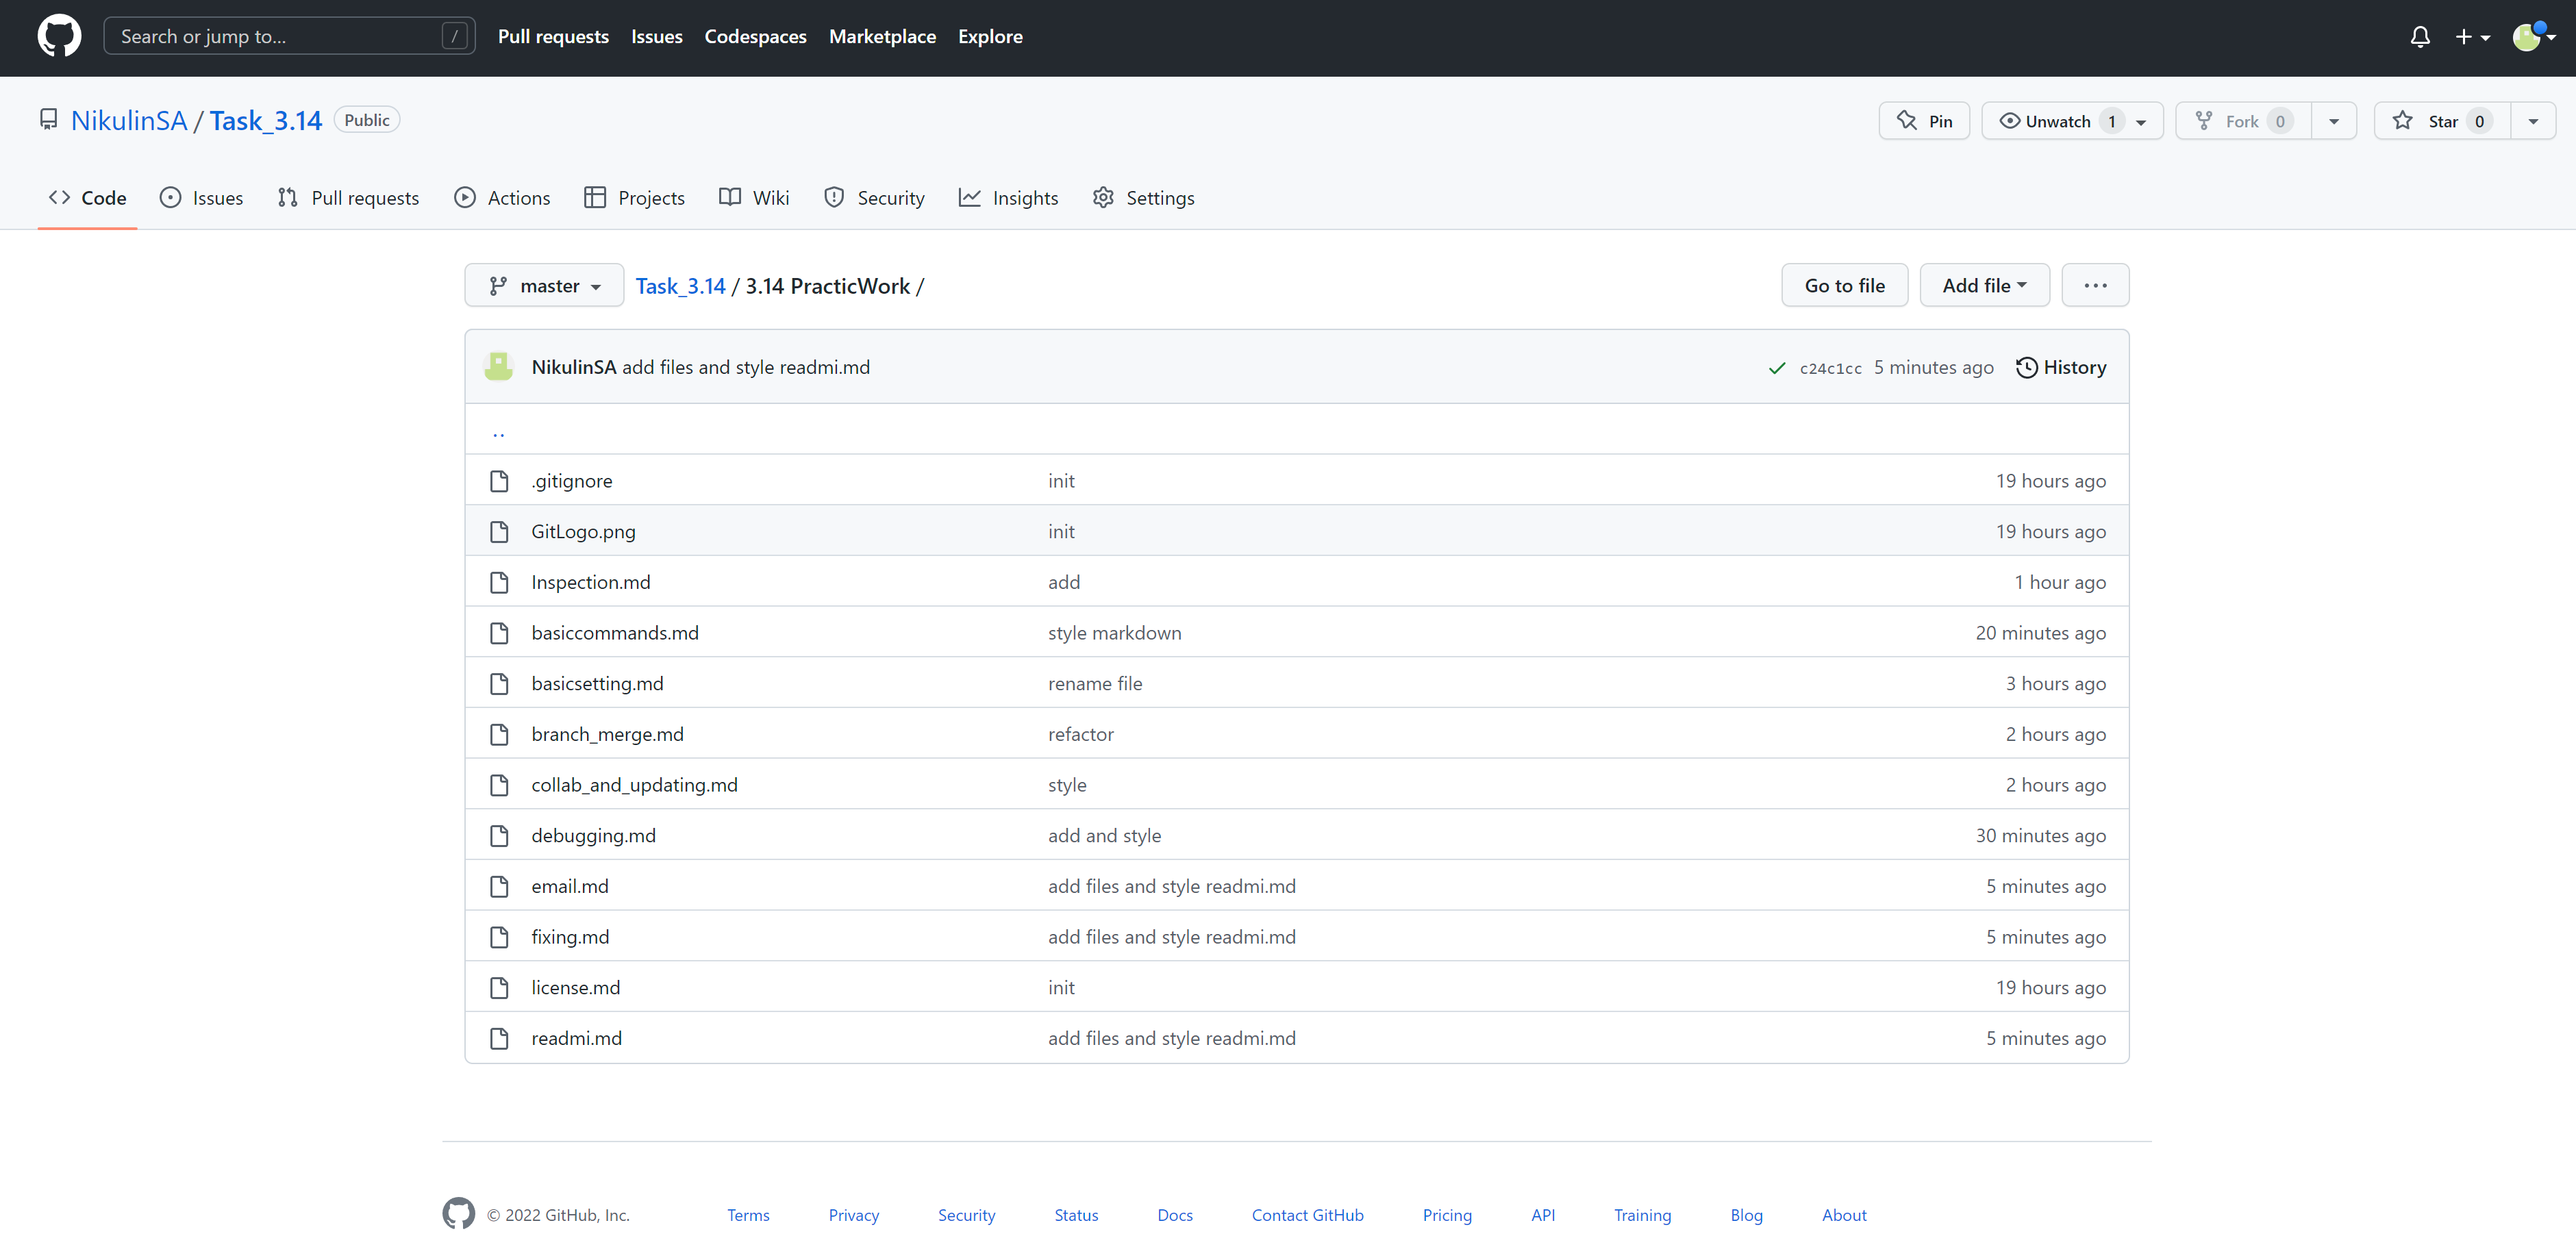 Search or jump to... / Pull requests Issues Codespaces Marketplace Explore
NikulinSA / Task_3.14 Public Pin Unwatch 1 Fork 0 Star 0
Code Issues Pull requests Actions Projects Wiki Security Insights Settings
master Task_3.14 / 3.14 PracticWork / Go to file Add file ...
NikulinSA add files and style readmi.md c24c1cc 5 minutes ago History
..
.gitignore init 19 hours ago
GitLogo.png init 19 hours ago
Inspection.md add 1 hour ago
basiccommands.md style markdown 20 minutes ago
basicsetting.md rename file 3 hours ago
branch_merge.md refactor 2 hours ago
collab_and_updating.md style 2 hours ago
debugging.md add and style 30 minutes ago
email.md add files and style readmi.md 5 minutes ago
fixing.md add files and style readmi.md 5 minutes ago
license.md init 19 hours ago
readmi.md add files and style readmi.md 5 minutes ago
© 2022 GitHub, Inc. Terms Privacy Security Status Docs Contact GitHub Pricing API Training Blog About